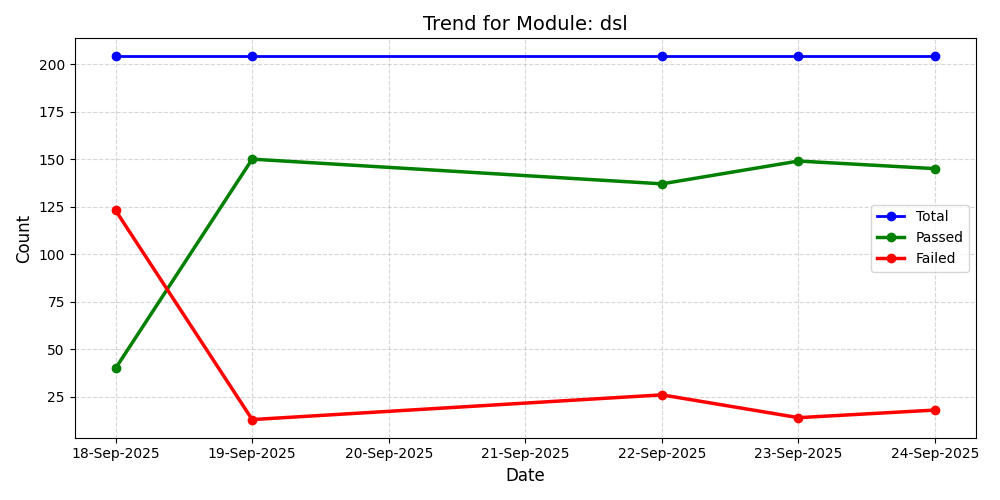 Trend for Module: dsl
200
175
150
125
100
75
50
25
Count
Total
Passed
Failed
18-Sep-2025 19-Sep-2025 20-Sep-2025 21-Sep-2025 22-Sep-2025 23-Sep-2025 24-Sep-2025
Date